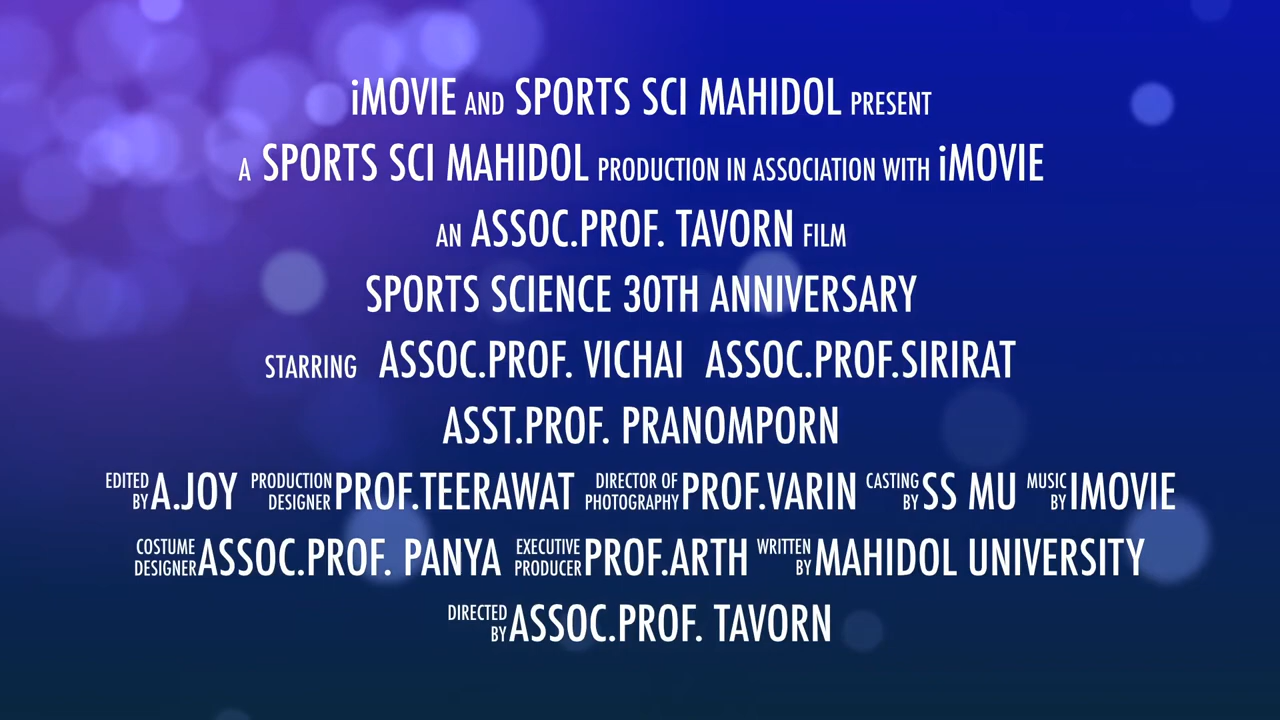 iMOVIE AND SPORTS SCI MAHIDOL PRESENT
A SPORTS SCI MAHIDOL PRODUCTION IN ASSOCIATION WITH iMOVIE
AN ASSOC.PROF. TAVORN FILM
SPORTS SCIENCE 30TH ANNIVERSARY
STARRING ASSOC.PROF. VICHAI ASSOC.PROF.SIRIRAT
ASST.PROF. PRANOMPORN
EDITED BY A.JOY PRODUCTION DESIGNER PROF.TEERAWAT DIRECTOR OF PHOTOGRAPHY PROF.VARIN CASTING BY SS MU MUSIC BY IMOVIE
COSTUME DESIGNER ASSOC.PROF. PANYA EXECUTIVE PRODUCER PROF.ARTH WRITTEN BY MAHIDOL UNIVERSITY
DIRECTED BY ASSOC.PROF. TAVORN